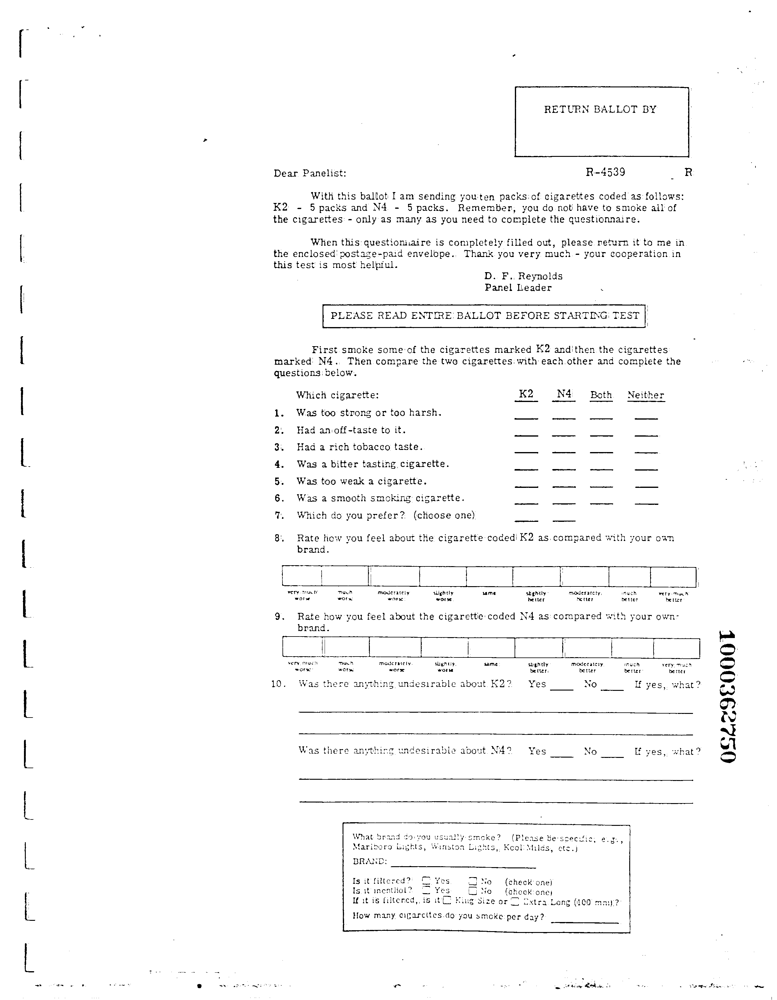 RETURN BALLOT BY
Dear Panelist: R-4539 R
With this ballot I am sending you ten packs of cigarettes coded as follows:
K2 - 5 packs and N4 - 5 packs. Remember, you do not have to smoke all of
the cigarettes - only as many as you need to complete the questionnaire.
When this questionnaire is completely filled out, please return it to me in
the enclosed postage-paid envelope. Thank you very much - your cooperation in
this test is most helpful.
D. F. Reynolds
Panel Leader
PLEASE READ ENTIRE BALLOT BEFORE STARTING TEST
First smoke some of the cigarettes marked K2 and then the cigarettes
marked N4. Then compare the two cigarettes with each other and complete the
questions below.
Which cigarette: K2 N4 Both Neither
1. Was too strong or too harsh.
2. Had an off-taste to it.
3. Had a rich tobacco taste.
4. Was a bitter tasting cigarette.
5. Was too weak a cigarette.
6. Was a smooth smoking cigarette.
7. Which do you prefer? (choose one)
8. Rate how you feel about the cigarette coded K2 as compared with your own
brand.
very much much moderately slightly same slightly moderately much very much
worse worse worse worse better better better better
9. Rate how you feel about the cigarette coded N4 as compared with your own
brand.
very much much moderately slightly same slightly moderately much very much
worse worse worse worse better better better better
10. Was there anything undesirable about K2? Yes ____ No ____ If yes, what?
Was there anything undesirable about N4? Yes ____ No ____ If yes, what?
What brand do you usually smoke? (Please be specific, e.g.,
Marlboro Lights, Winston Lights, Kool Milds, etc.)
BRAND:
Is it filtered? Yes No (check one)
Is it menthol? Yes No (check one)
If it is filtered, is it King Size or Extra Long (100 mm)?
How many cigarettes do you smoke per day?
1000362750